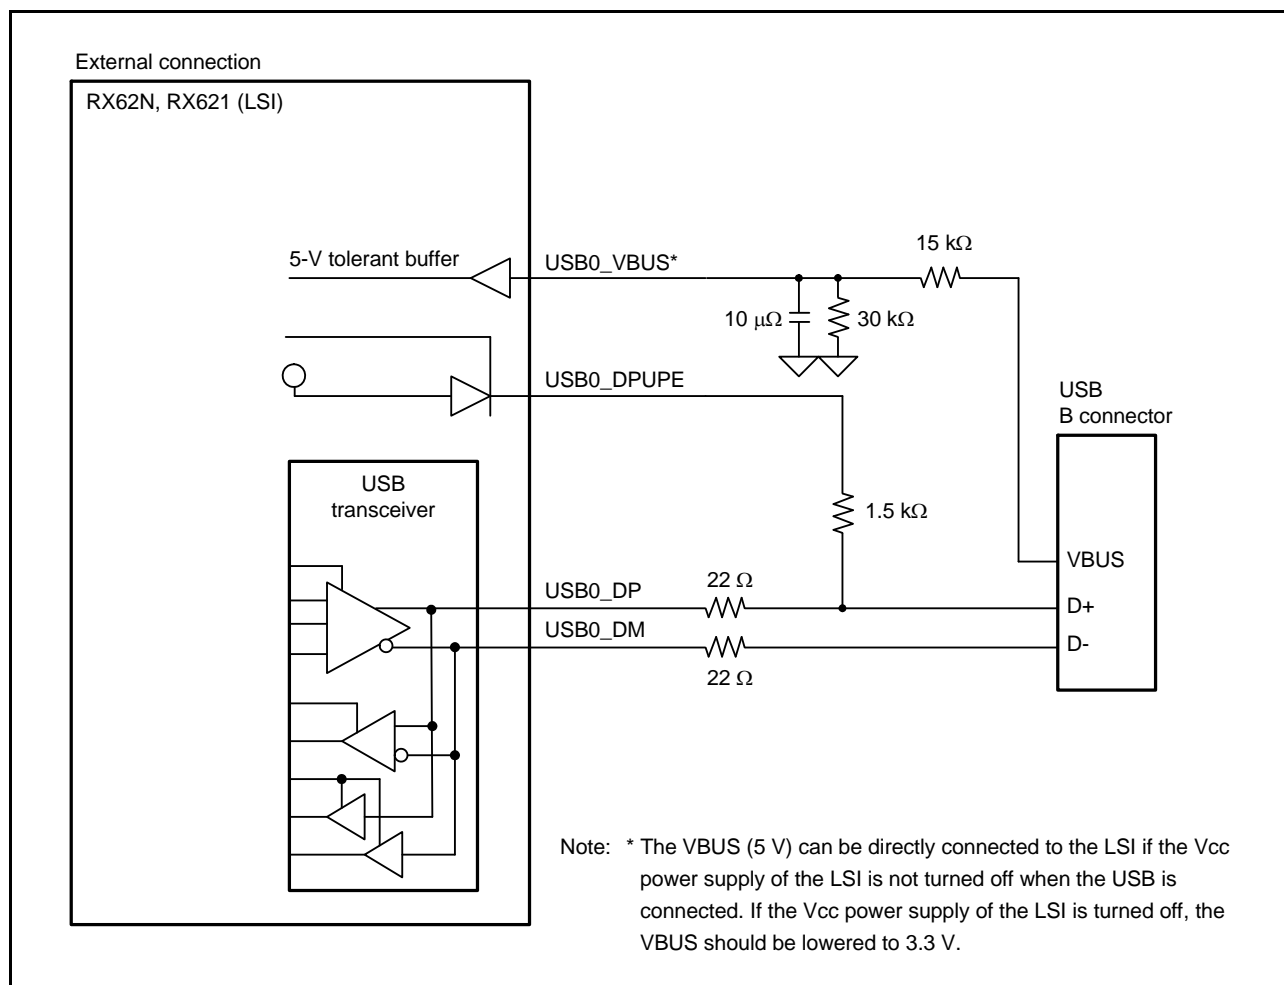 External connection
RX62N, RX621 (LSI)
15 kΩ
5-V tolerant buffer
USB0_VBUS*
10 μΩ
30 kΩ
USB0_DPUPE
USB
B connector
USB
transceiver
1.5 kΩ
VBUS
22 Ω
USB0_DP
D+
USB0_DM
D-
22 Ω
Note: * The VBUS (5 V) can be directly connected to the LSI if the Vcc
power supply of the LSI is not turned off when the USB is
connected. If the Vcc power supply of the LSI is turned off, the
VBUS should be lowered to 3.3 V.